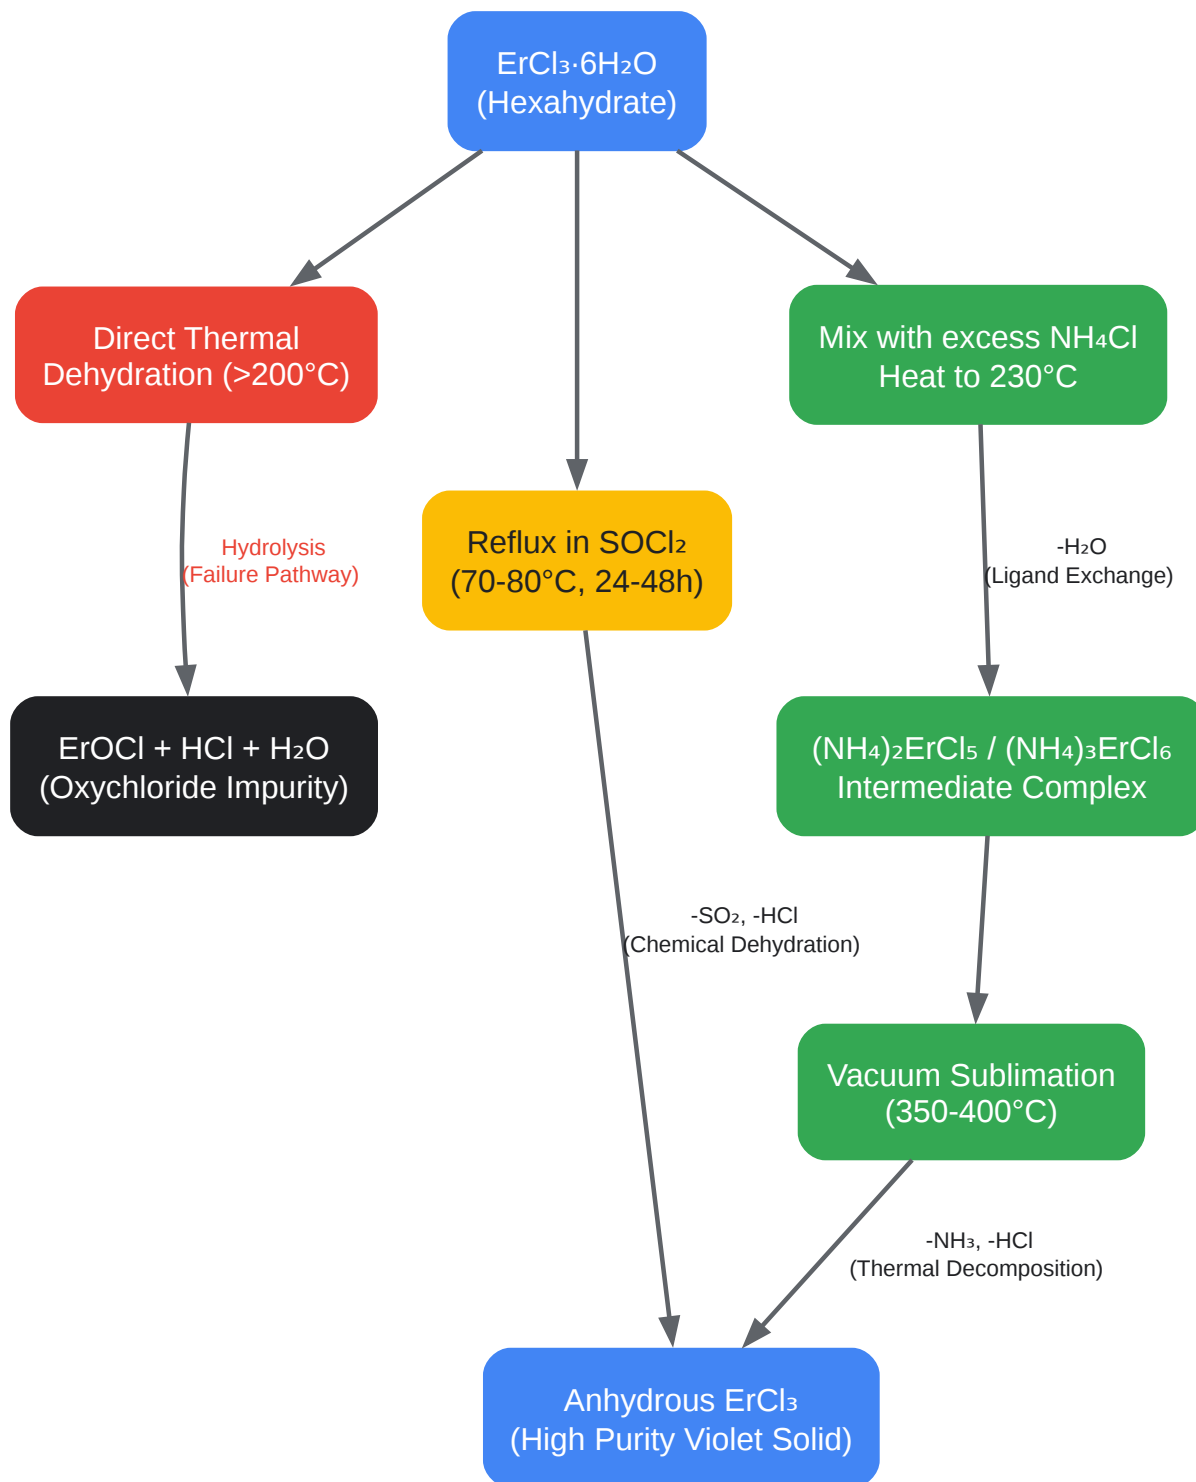 ErCl₃·6H₂O
(Hexahydrate)
Direct Thermal
Dehydration (>200°C)
Mix with excess NH₄Cl
Heat to 230°C
Reflux in SOCl₂
(70-80°C, 24-48h)
Hydrolysis
(Failure Pathway)
-H₂O
(Ligand Exchange)
ErOCl + HCl + H₂O
(Oxychloride Impurity)
(NH₄)₂ErCl₅ / (NH₄)₃ErCl₆
Intermediate Complex
-SO₂, -HCl
(Chemical Dehydration)
Vacuum Sublimation
(350-400°C)
-NH₃, -HCl
(Thermal Decomposition)
Anhydrous ErCl₃
(High Purity Violet Solid)